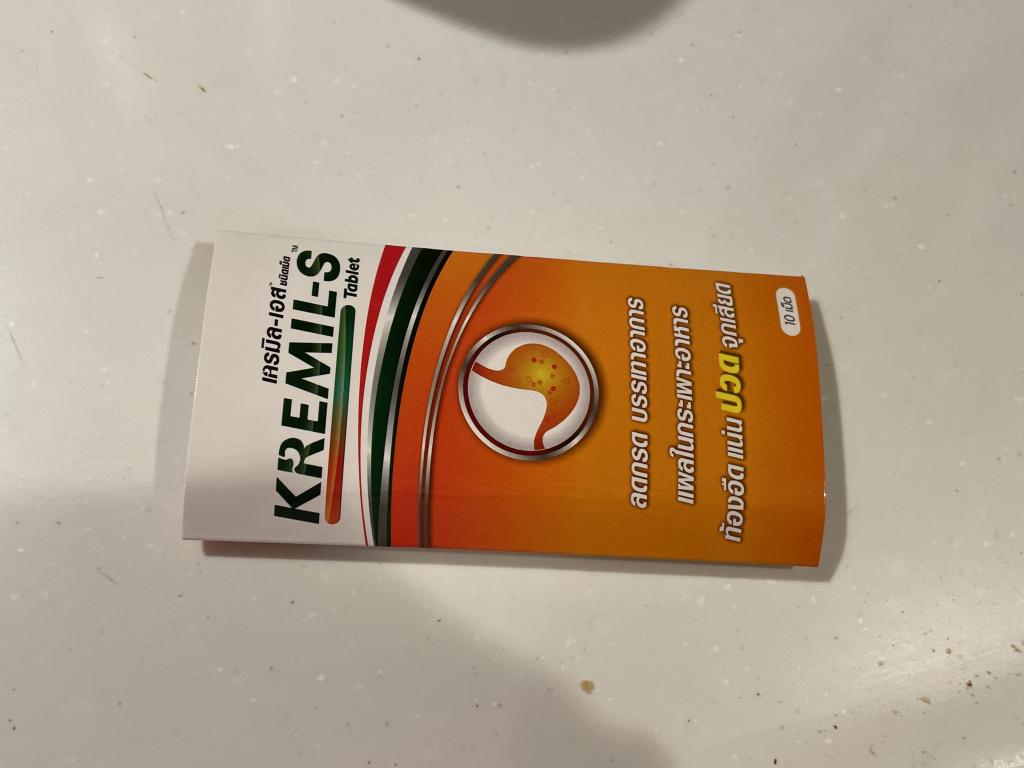 เครมิล-เอส™ ชนิดเม็ด
KREMIL-S™
Tablet
ลดกรด บรรเทาอาการ
แผลในกระเพาะอาหาร
ท้องอืด แน่น ปวด จุกเสียด
10 เม็ด